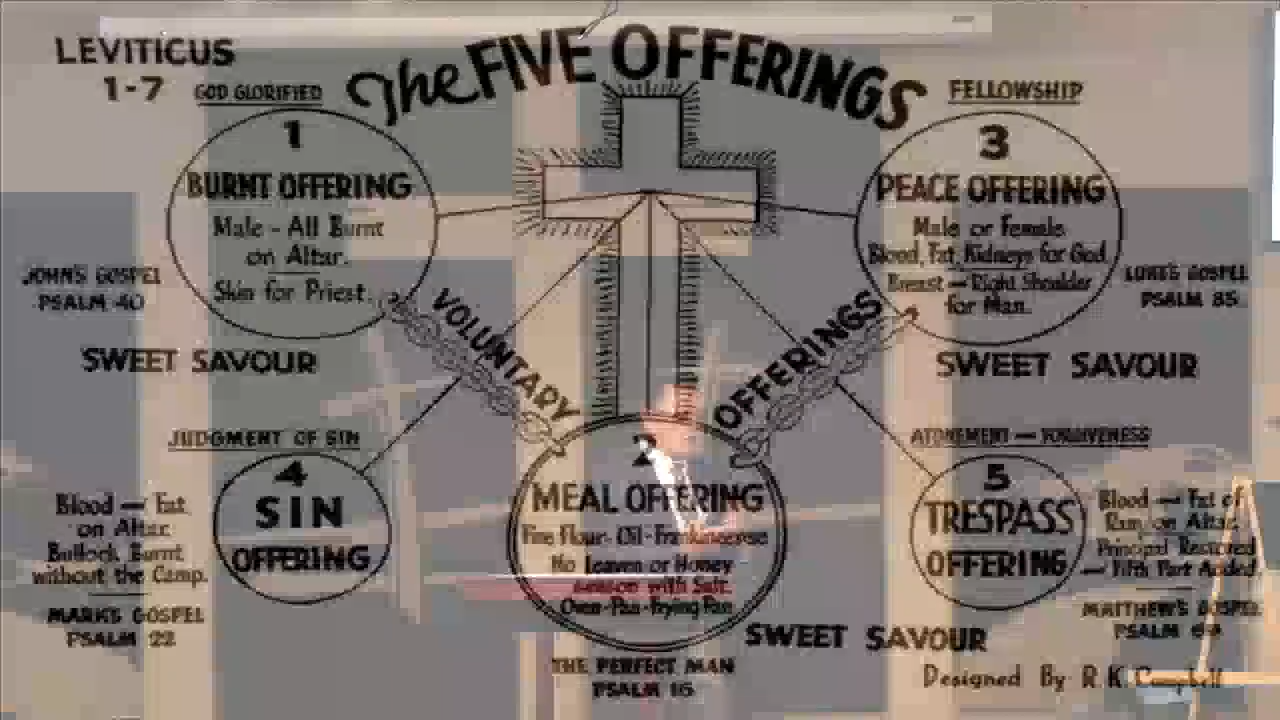 LEVITICUS
1-7
The FIVE OFFERINGS
GOD GLORIFIED
1
BURNT OFFERING
Male - All Burnt
on Altar.
Skin for Priest.
JOHN'S GOSPEL
PSALM 40
SWEET SAVOUR
FELLOWSHIP
3
PEACE OFFERING
Male or Female
Blood, Fat, Kidneys for God
Breast — Right Shoulder
for Man.
LUKE'S GOSPEL
PSALM 85
SWEET SAVOUR
VOLUNTARY
OFFERINGS
JUDGMENT OF SIN
4
SIN
OFFERING
Blood — Fat
on Altar.
Bullock Burnt
without the Camp.
MARK'S GOSPEL
PSALM 22
2
MEAL OFFERING
Fine Flour - Oil - Frankincense
No Leaven or Honey
Season with Salt.
Oven-Pan-Frying Pan
SWEET SAVOUR
THE PERFECT MAN
PSALM 16
ATONEMENT — FORGIVENESS
5
TRESPASS
OFFERING
Blood — Fat of
Ram on Altar.
Principal Restored
— Fifth Part Added
MATTHEW'S GOSPEL
PSALM
Designed By R.K. Campbell